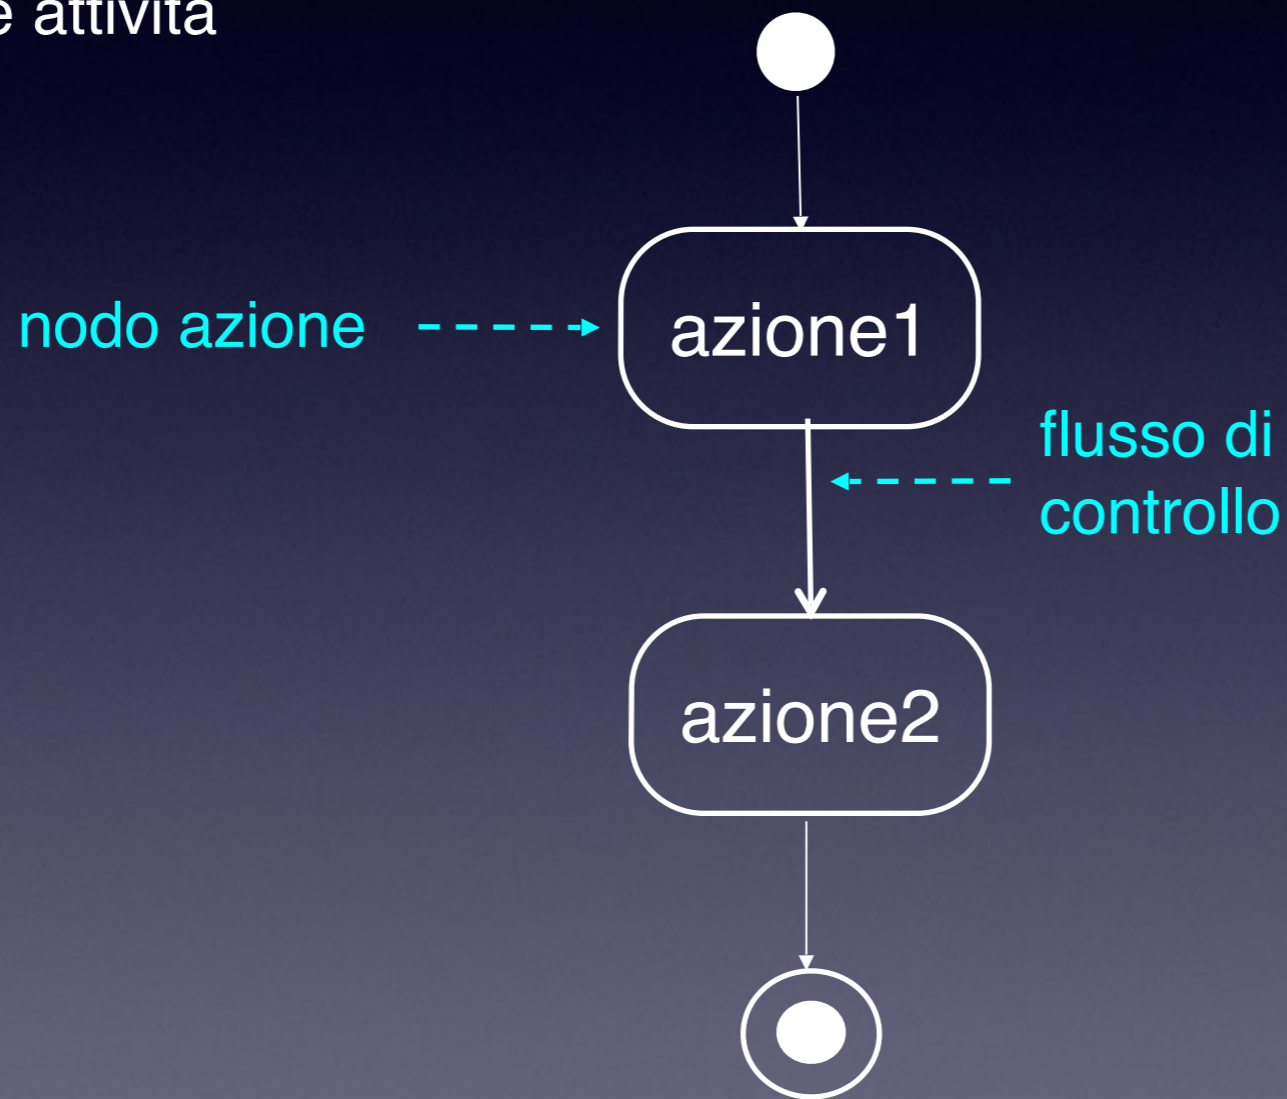 e attività
nodo azione
azione1
flusso di
controllo
azione2